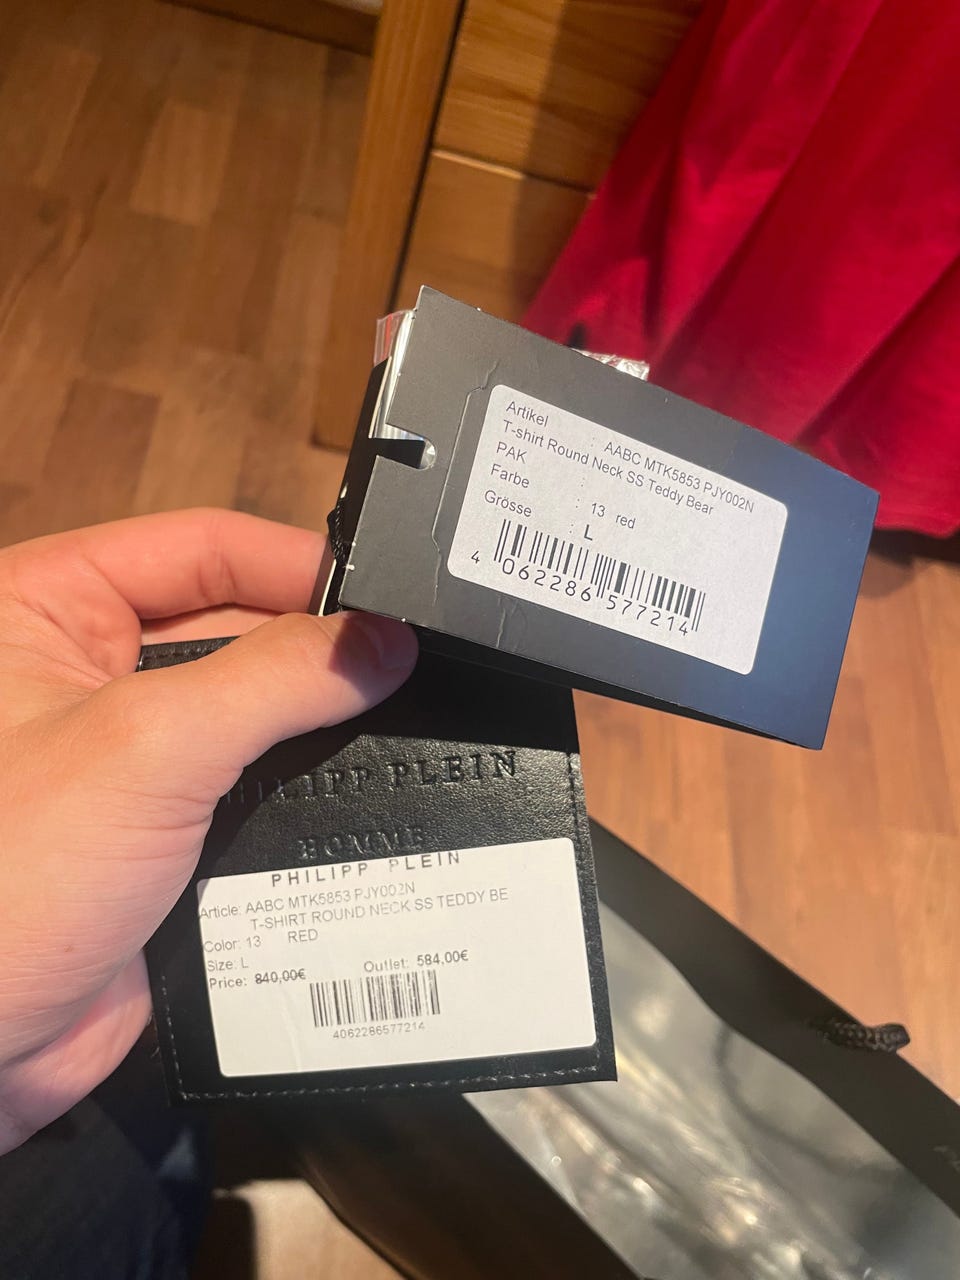 Artikel : AABC MTK5853 PJY002N
T-shirt Round Neck SS Teddy Bear
PAK :
Farbe : 13 red
Grösse : L
4 062286 577214
PHILIPP PLEIN
HOMME
PHILIPP PLEIN
Article: AABC MTK5853 PJY002N
T-SHIRT ROUND NECK SS TEDDY BE
Color: 13 RED
Size: L
Price: 840,00€ Outlet: 584,00€
4062286577214